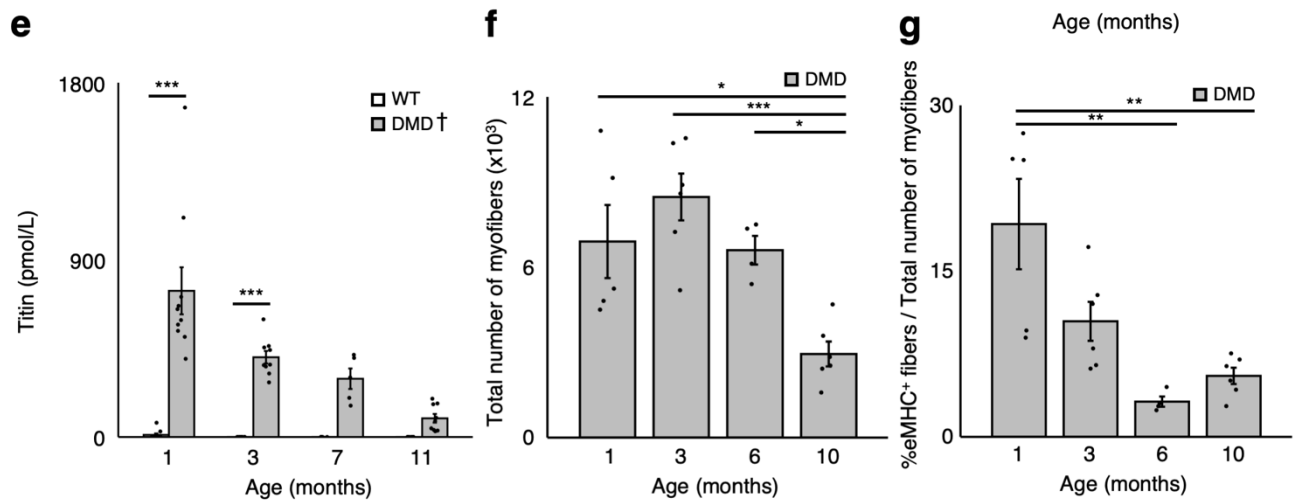 e
Titin (pmol/L)
1800
900
0
***
***
WT
DMD†
1 3 7 11
Age (months)
f
Total number of myofibers (x10³)
12
6
0
DMD
*
***
*
1 3 6 10
Age (months)
Age (months)
g
%eMHC⁺ fibers / Total number of myofibers
30
15
0
DMD
**
**
1 3 6 10
Age (months)